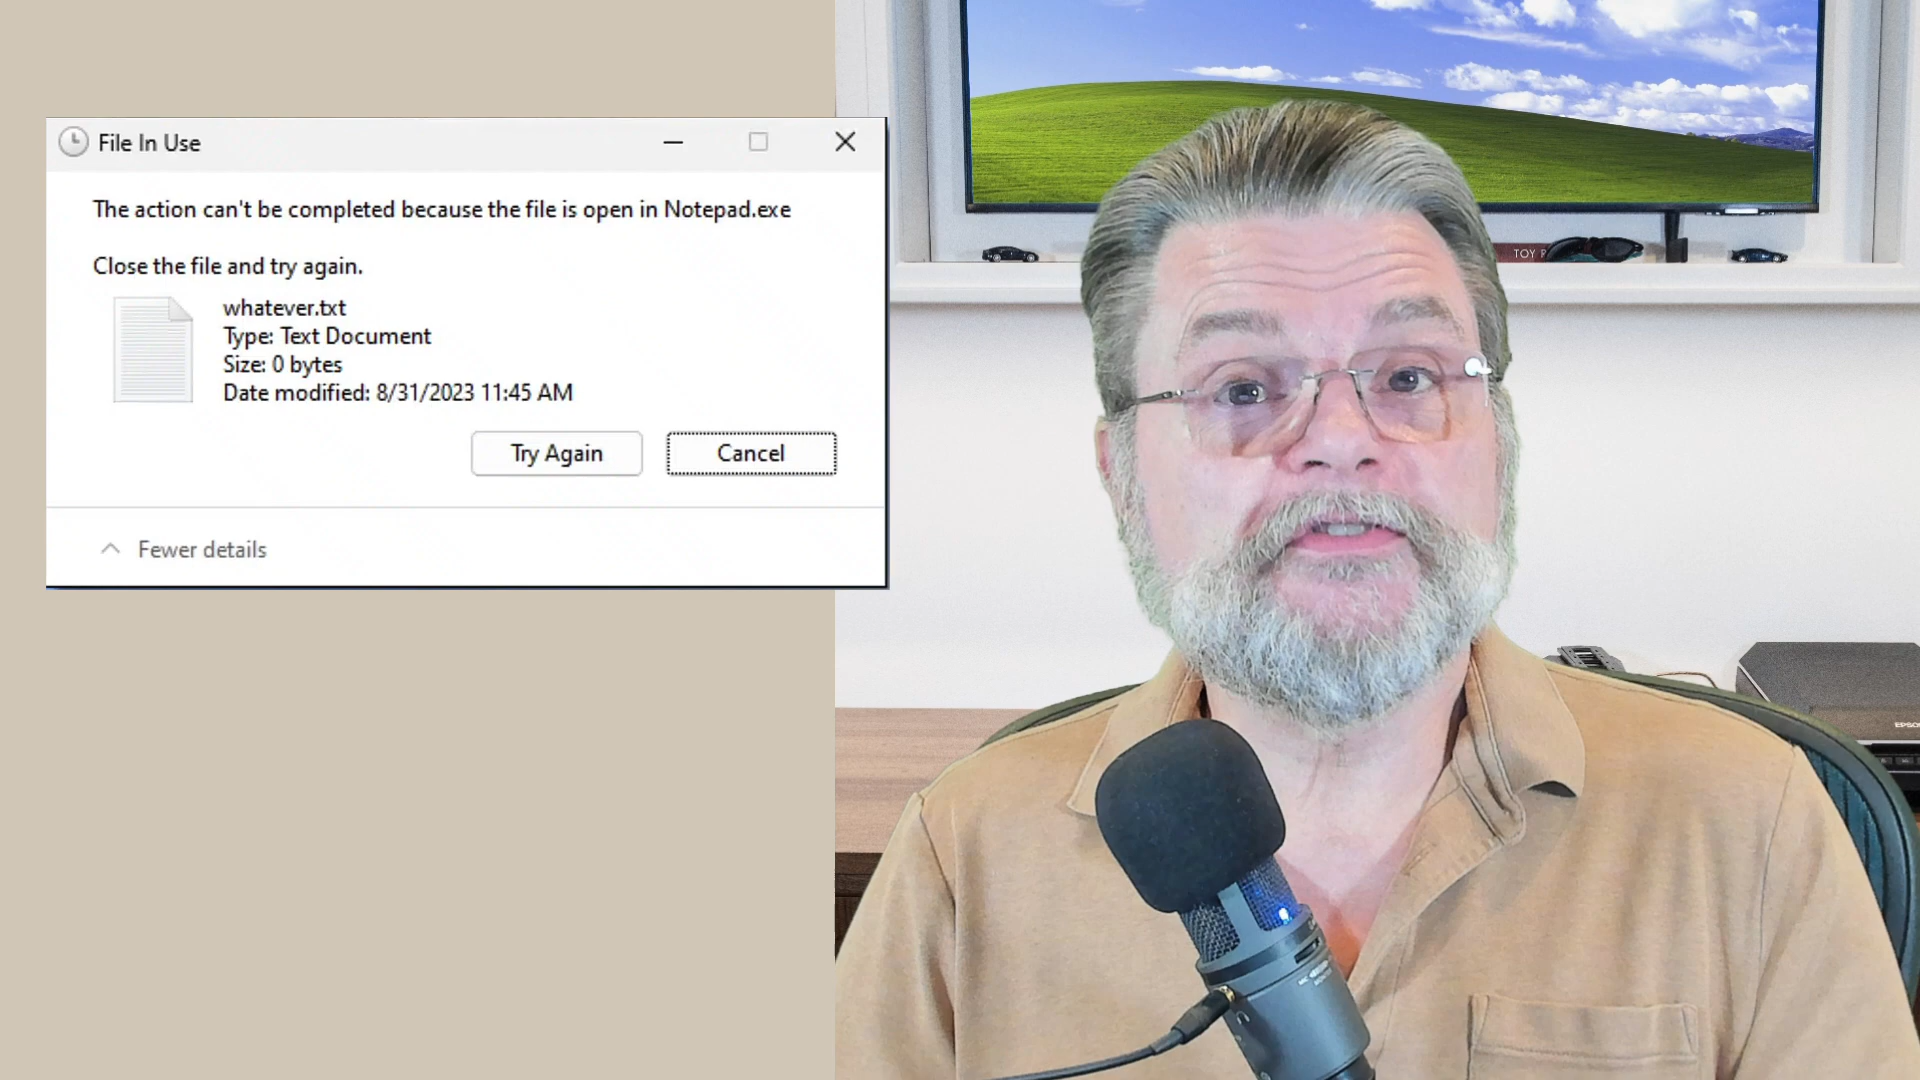 File In Use
The action can't be completed because the file is open in Notepad.exe
Close the file and try again.
whatever.txt
Type: Text Document
Size: 0 bytes
Date modified: 8/31/2023 11:45 AM
Try Again
Cancel
Fewer details
TOY